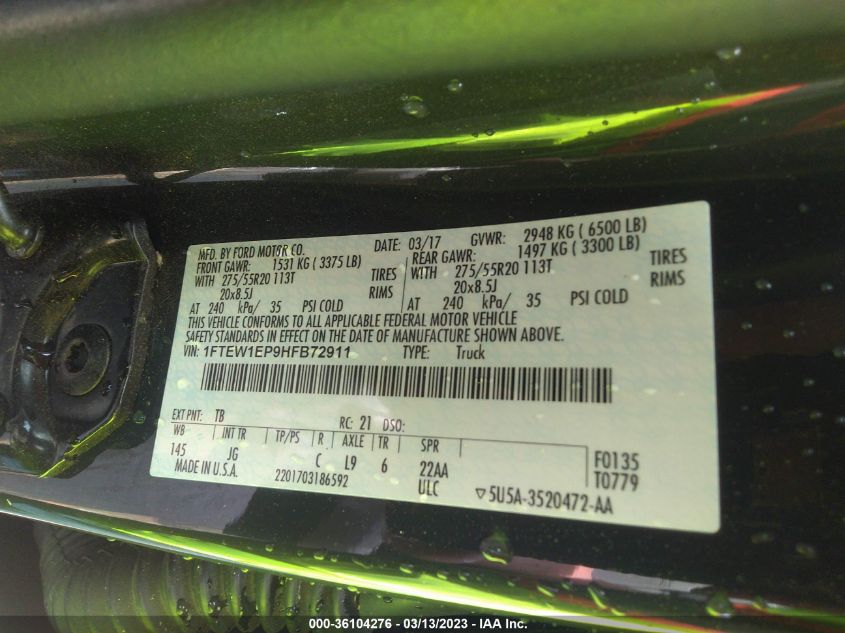 MFD. BY FORD MOTOR CO. DATE: 03/17 GVWR: 2948 KG ( 6500 LB)
FRONT GAWR: 1531 KG ( 3375 LB) REAR GAWR: 1497 KG ( 3300 LB)
WITH 275/55R20 113T TIRES WITH 275/55R20 113T TIRES
20x8.5J RIMS 20x8.5J RIMS
AT 240 kPa/ 35 PSI COLD AT 240 kPa/ 35 PSI COLD
THIS VEHICLE CONFORMS TO ALL APPLICABLE FEDERAL MOTOR VEHICLE
SAFETY STANDARDS IN EFFECT ON THE DATE OF MANUFACTURE SHOWN ABOVE.
VIN: 1FTEW1EP9HFB72911 TYPE: Truck
EXT PNT: TB RC: 21 DSO:
WB INT TR TP/PS R AXLE TR SPR
145 JG C L9 6 22AA F0135
MADE IN U.S.A. 2201703186592 ULC T0779
▽5U5A-3520472-AA
000-36104276 - 03/13/2023 - IAA Inc.